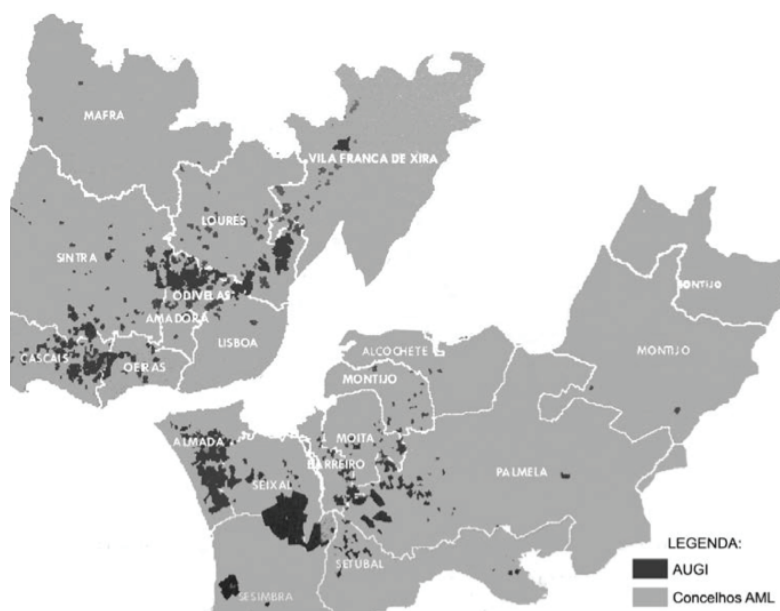 MAFRA
VILA FRANCA DE XIRA
LOURES
SINTRA
ODIVELAS
AMADORA
LISBOA
CASCAIS
OEIRAS
MONTIJO
MONTIJO
ALCOCHETE
MONTIJO
MOITA
ALMADA
BARREIRO
SEIXAL
PALMELA
SETUBAL
SESIMBRA
LEGENDA:
AUGI
Concelhos AML